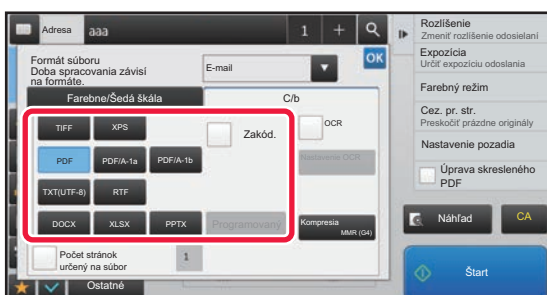 Adresa aaa 1 +
Formát súboru
Doba spracovania závisí
na formáte.
E-mail
OK
Farebne/Šedá škála
C/b
TIFF XPS
Zakód.
OCR
PDF PDF/A-1a PDF/A-1b
Nastavenie OCR
TXT(UTF-8) RTF
DOCX XLSX PPTX Programovaný
Kompresia
MMR (G4)
Počet stránok
určený na súbor
1
Ostatné
Rozlíšenie
Zmeniť rozlíšenie odosielani
Expozícia
Určiť expozíciu odoslania
Farebný režim
Cez. pr. str.
Preskočiť prázdne originály
Nastavenie pozadia
Úprava skresleného
PDF
Náhľad
CA
Štart